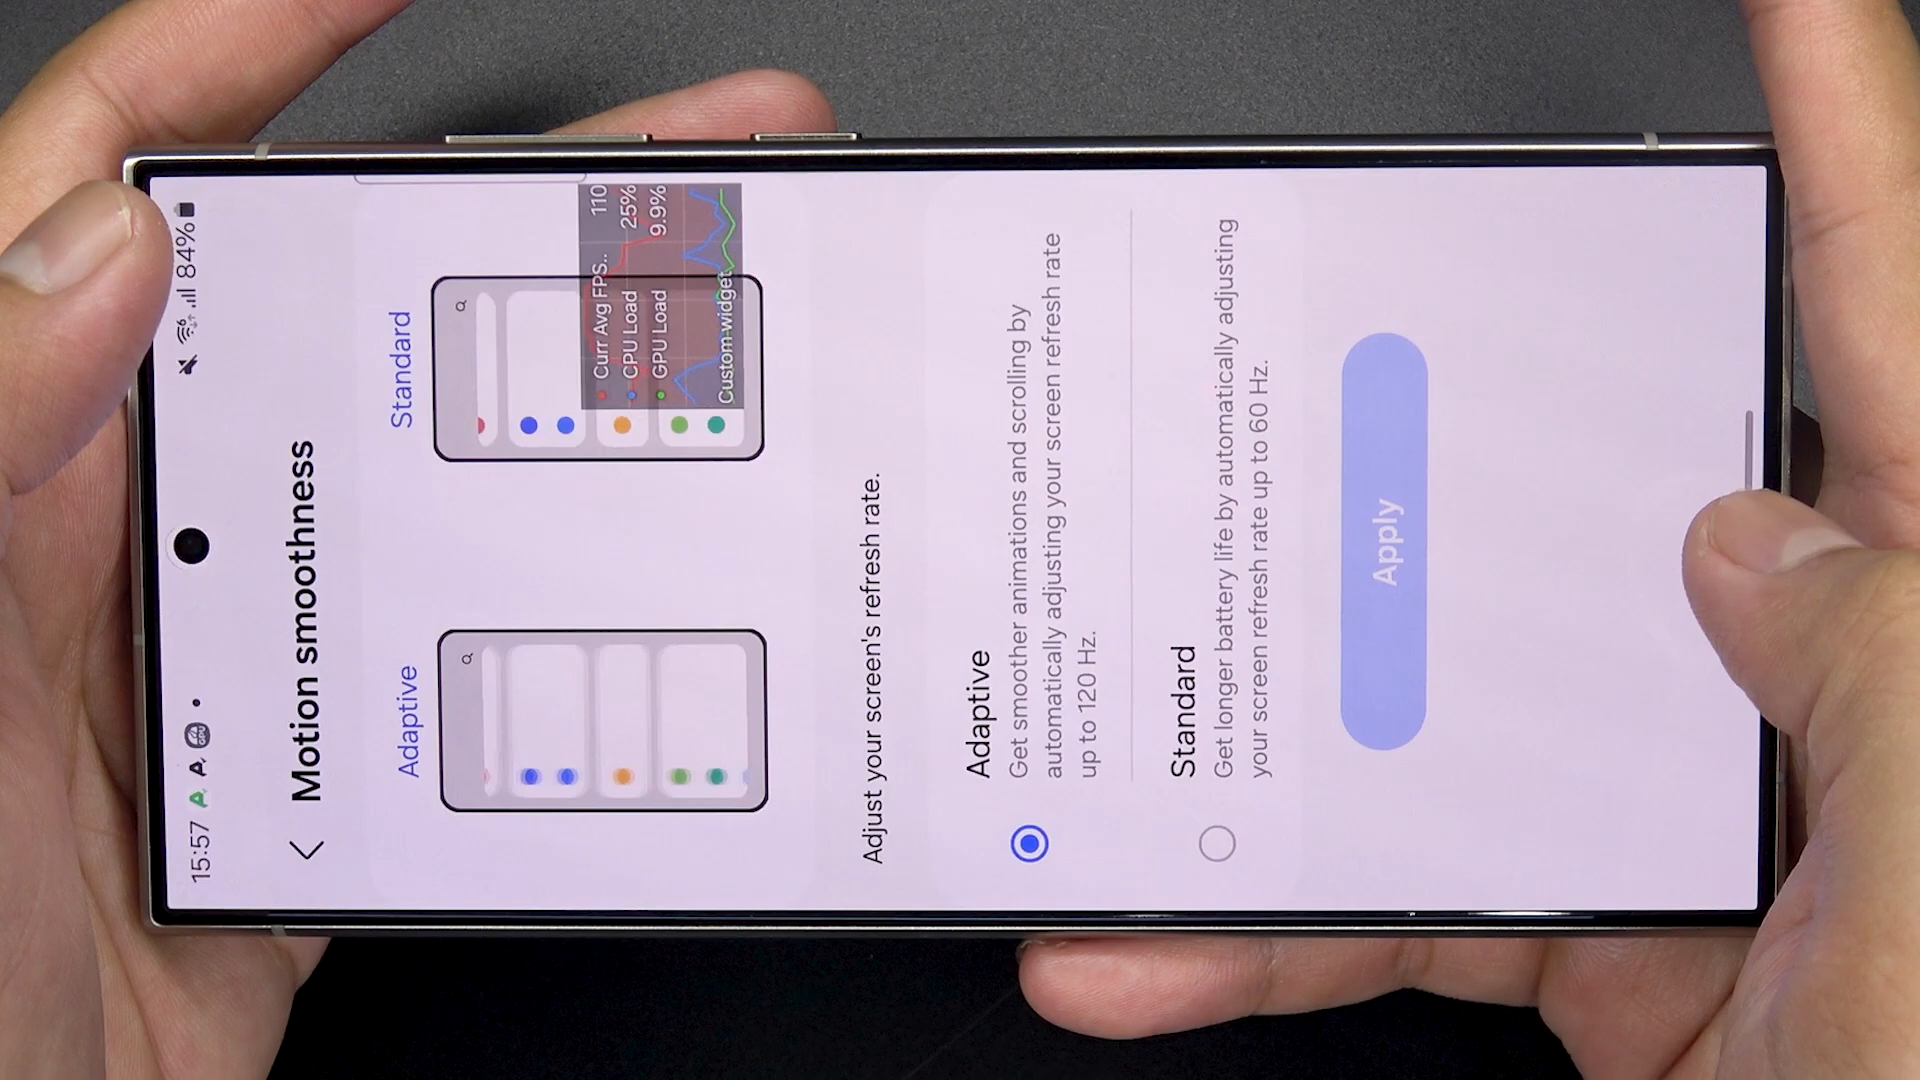 15:57
84%
Motion smoothness
Adaptive
Standard
Curr Avg FPS.. 110
CPU Load 25%
GPU Load 9.9%
Custom-widget
Adjust your screen's refresh rate.
Adaptive
Get smoother animations and scrolling by
automatically adjusting your screen refresh rate
up to 120 Hz.
Standard
Get longer battery life by automatically adjusting
your screen refresh rate up to 60 Hz.
Apply